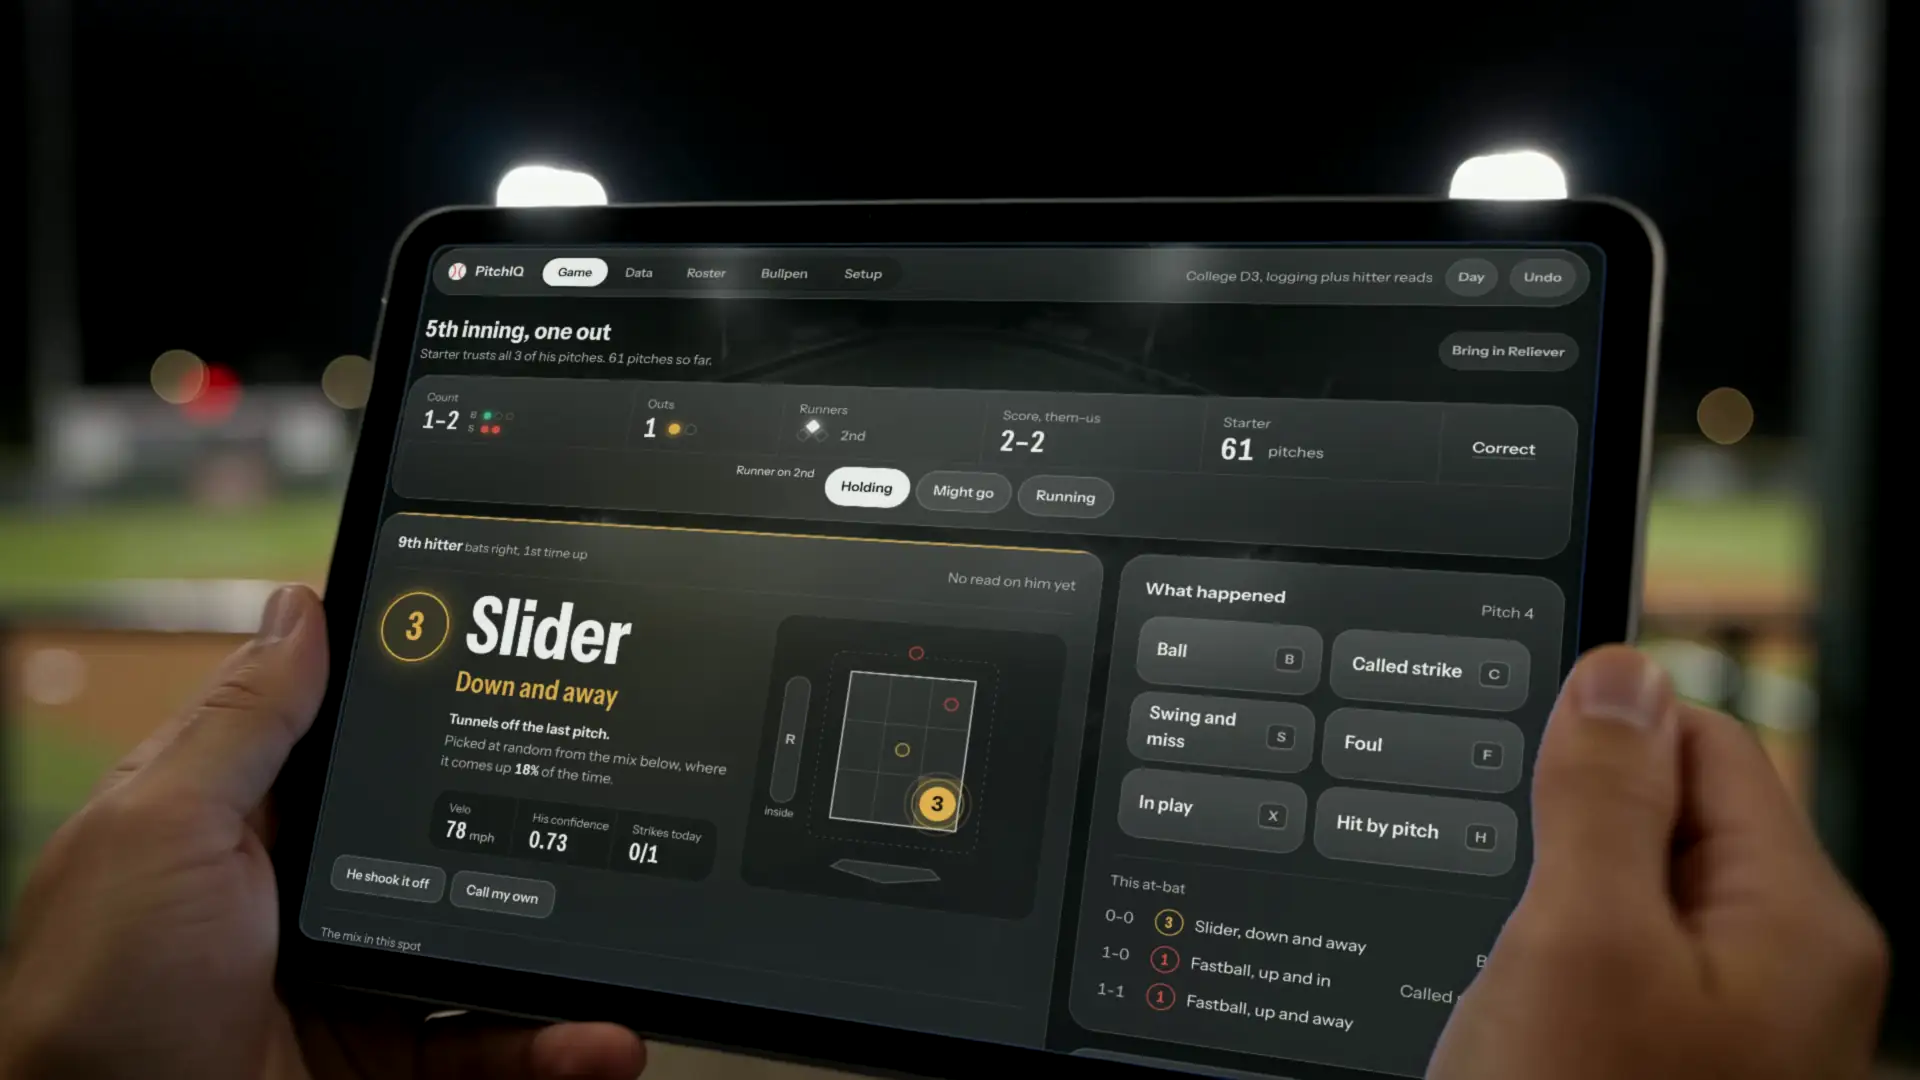 PitchIQ Game Data Roster Bullpen Setup College D3, logging plus hitter reads Day Undo
5th inning, one out
Starter trusts all 3 of his pitches. 61 pitches so far.
Bring in Reliever
Count
1-2 B S
Outs
1
Runners
2nd
Score, them-us
2-2
Starter
61 pitches
Correct
Runner on 2nd Holding Might go Running
9th hitter bats right, 1st time up
No read on him yet
3 Slider
Down and away
Tunnels off the last pitch.
Picked at random from the mix below, where
it comes up 18% of the time.
Velo
78 mph
His confidence
0.73
Strikes today
0/1
He shook it off Call my own
The mix in this spot
R
inside
3
What happened
Pitch 4
Ball B
Called strike C
Swing and
miss S
Foul F
In play X
Hit by pitch H
This at-bat
0-0 3 Slider, down and away B
1-0 1 Fastball, up and in Called
1-1 1 Fastball, up and away